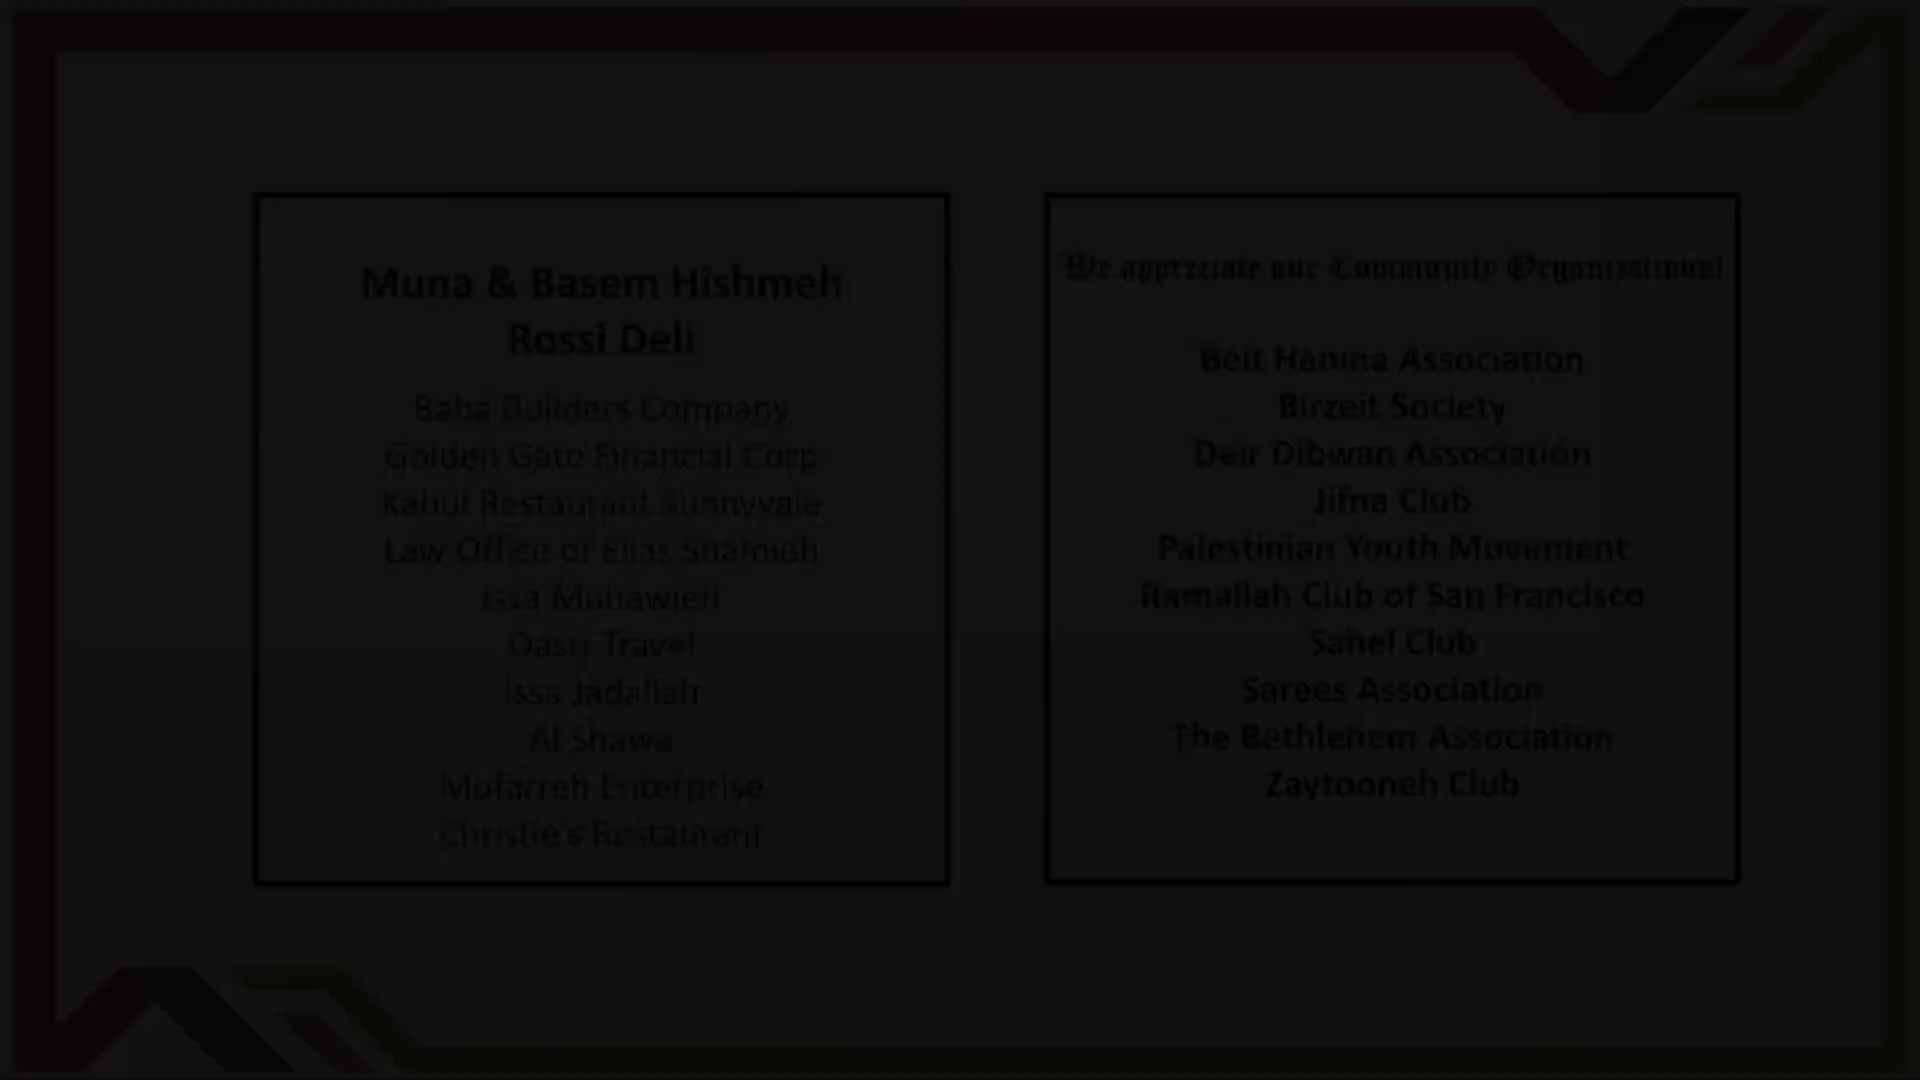 Muna & Basem Hishmeh
Rossi Deli
Baba Builders Company
Golden Gate Financial Corp
Kabul Restaurant Sunnyvale
Law Office of Elias Shamieh
Issa Muhawieh
Oasis Travel
Issa Jadallah
Al Shawa
Mufarreh Enterprise
Christie's Restaurant
We appreciate our Community Organizations!
Beit Hanina Association
Birzeit Society
Deir Dibwan Association
Jifna Club
Palestinian Youth Movement
Ramallah Club of San Francisco
Sahel Club
Sarees Association
The Bethlehem Association
Zaytooneh Club